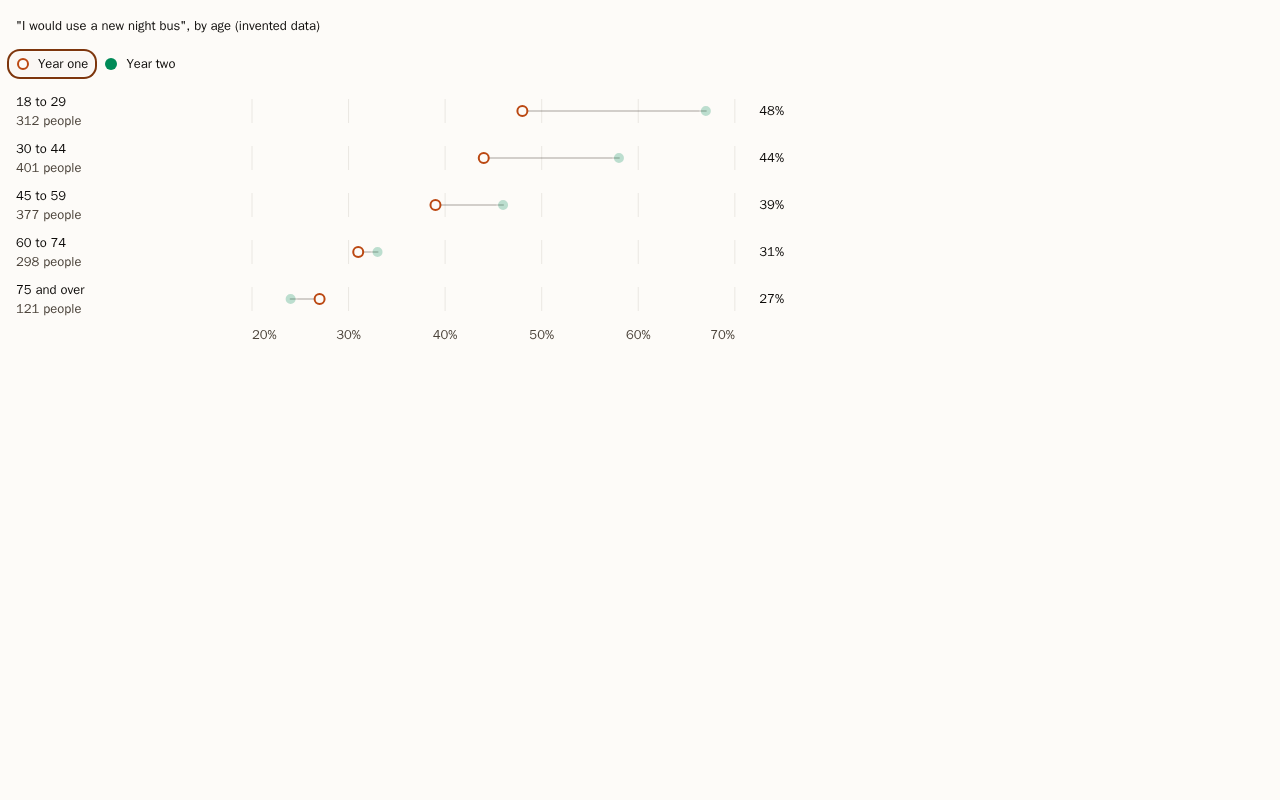 "I would use a new night bus", by age (invented data)
Year one Year two
18 to 29
312 people
48%
30 to 44
401 people
44%
45 to 59
377 people
39%
60 to 74
298 people
31%
75 and over
121 people
27%
20% 30% 40% 50% 60% 70%